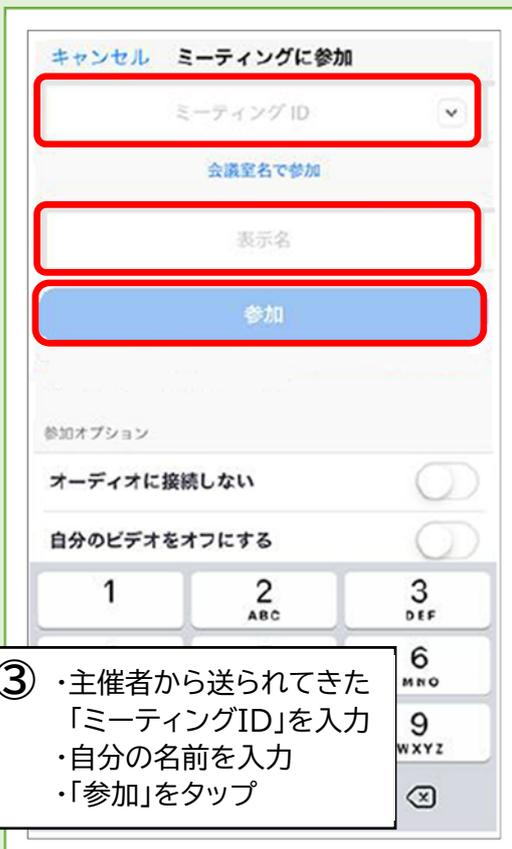 キャンセル ミーティングに参加
ミーティング ID
会議室名で参加
表示名
参加
参加オプション
オーディオに接続しない
自分のビデオをオフにする
1 2 3
ABC DEF
6
MNO
9
WXYZ
③ ・主催者から送られてきた
「ミーティングID」を入力
・自分の名前を入力
・「参加」をタップ